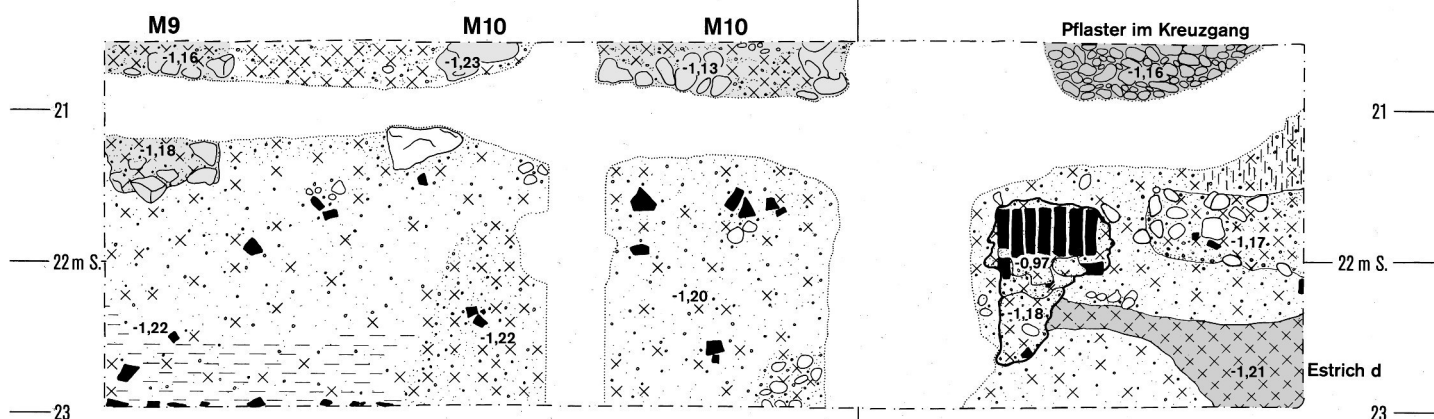 M9 M10 M10 Pflaster im Kreuzgang
-1,16 -1,23 -1,13 -1,16
21 21
-1,18
-1,17
22 m S. -0,97 22 m S.
-1,20
-1,18
-1,22 -1,22
-1,21 Estrich d
23 23